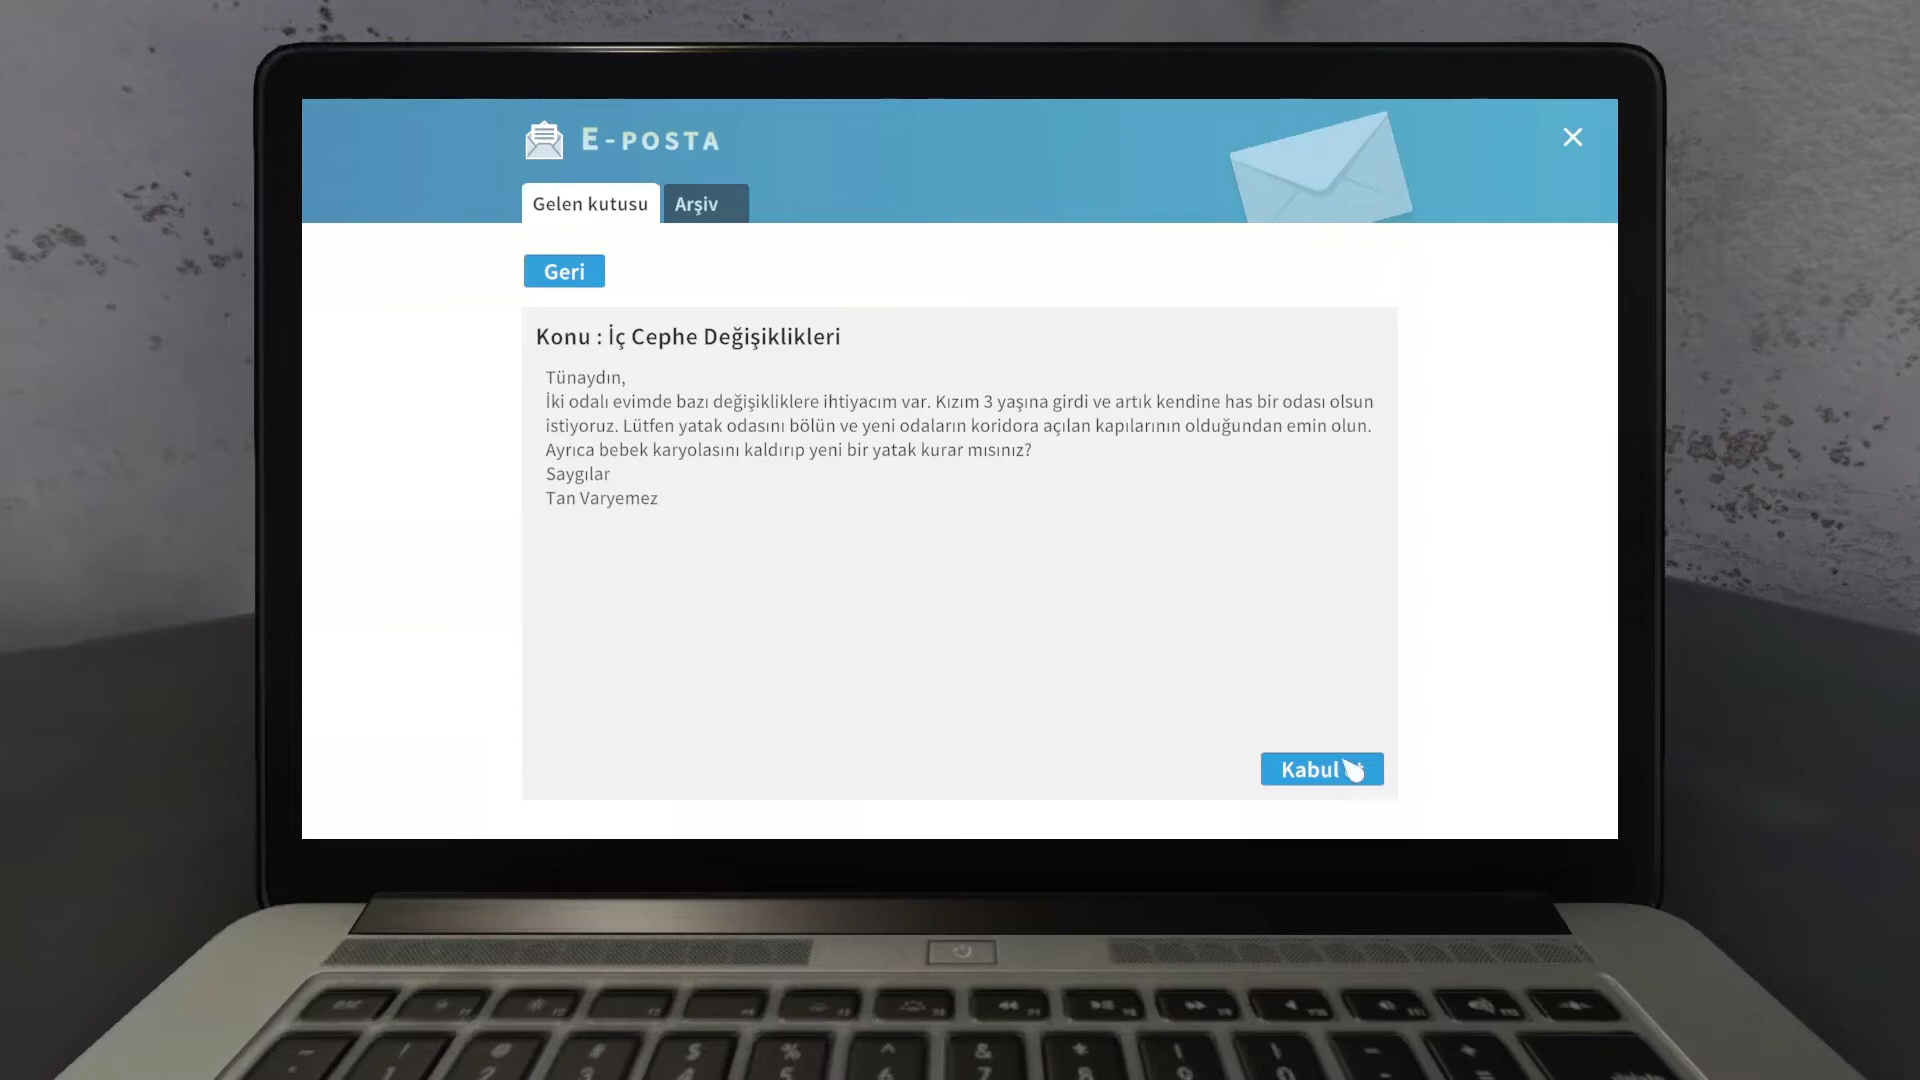 E-POSTA
Gelen kutusu
Arşiv
Geri
Konu : İç Cephe Değişiklikleri
Tünaydın,
İki odalı evimde bazı değişikliklere ihtiyacım var. Kızım 3 yaşına girdi ve artık kendine has bir odası olsun
istiyoruz. Lütfen yatak odasını bölün ve yeni odaların koridora açılan kapılarının olduğundan emin olun.
Ayrıca bebek karyolasını kaldırıp yeni bir yatak kurar mısınız?
Saygılar
Tan Varyemez
Kabul